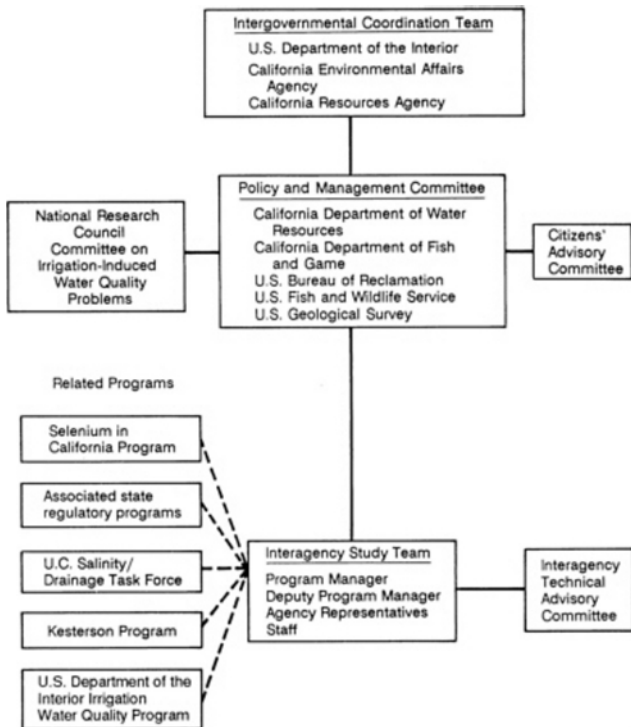 Intergovernmental Coordination Team
U.S. Department of the Interior
California Environmental Affairs
Agency
California Resources Agency
National Research
Council
Committee on
Irrigation-Induced
Water Quality
Problems
Policy and Management Committee
California Department of Water
Resources
California Department of Fish
and Game
U.S. Bureau of Reclamation
U.S. Fish and Wildlife Service
U.S. Geological Survey
Citizens'
Advisory
Committee
Related Programs
Selenium in
California Program
Associated state
regulatory programs
U.C. Salinity/
Drainage Task Force
Kesterson Program
U.S. Department of the
Interior Irrigation
Water Quality Program
Interagency Study Team
Program Manager
Deputy Program Manager
Agency Representatives
Staff
Interagency
Technical
Advisory
Committee